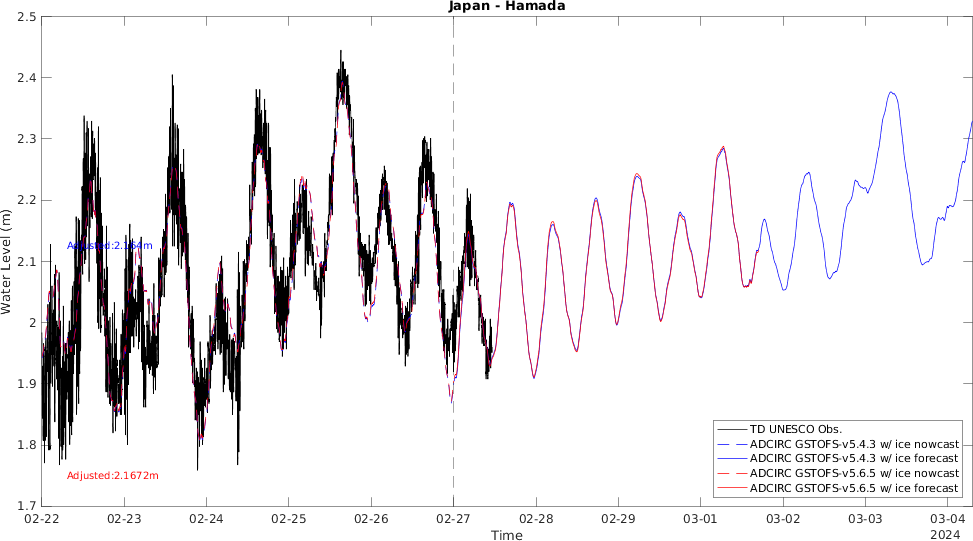 Japan - Hamada
2.5
2.4
2.3
2.2
2.1
2
1.9
1.8
1.7
Water Level (m)
Adjusted:2.164m
Adjusted:2.1672m
TD UNESCO Obs.
ADCIRC GSTOFS-v5.4.3 w/ ice nowcast
ADCIRC GSTOFS-v5.4.3 w/ ice forecast
ADCIRC GSTOFS-v5.6.5 w/ ice nowcast
ADCIRC GSTOFS-v5.6.5 w/ ice forecast
02-22 02-23 02-24 02-25 02-26 02-27 02-28 02-29 03-01 03-02 03-03 03-04
Time
2024